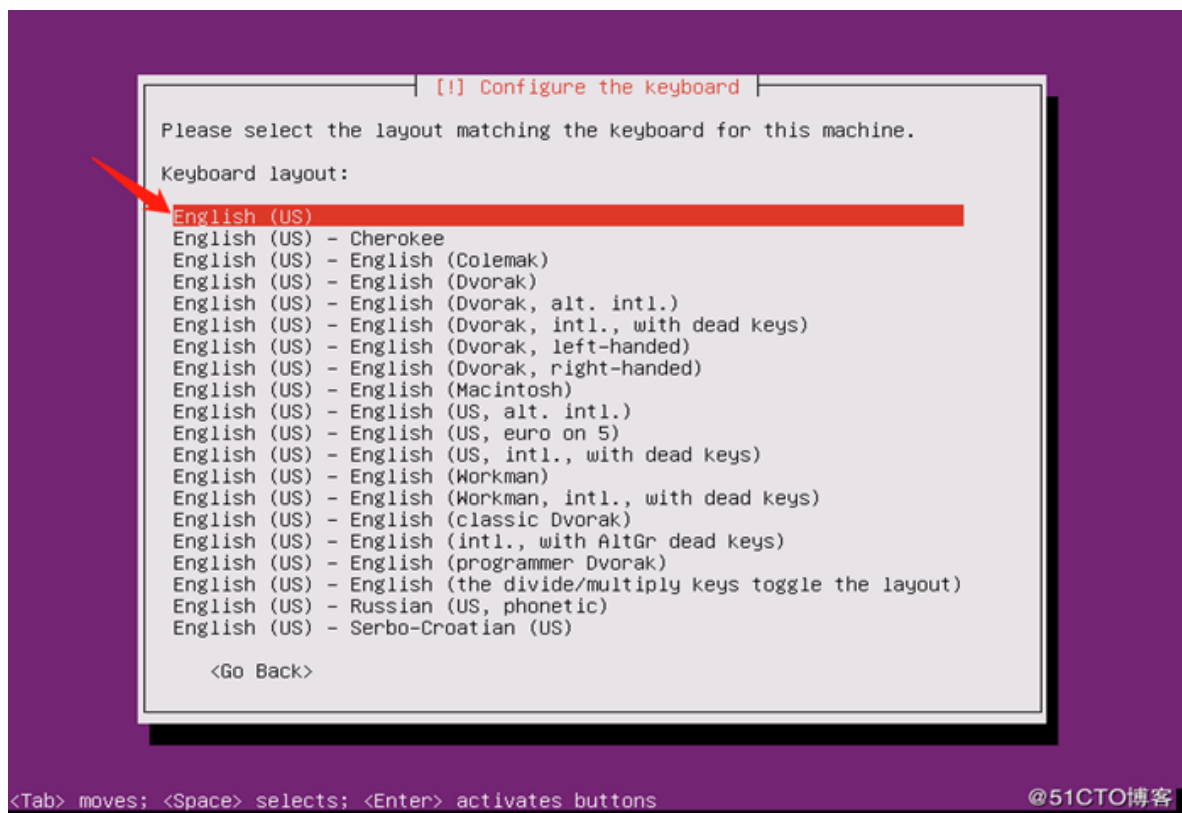 [!] Configure the keyboard
Please select the layout matching the keyboard for this machine.
Keyboard layout:
English (US)
English (US) - Cherokee
English (US) - English (Colemak)
English (US) - English (Dvorak)
English (US) - English (Dvorak, alt. intl.)
English (US) - English (Dvorak, intl., with dead keys)
English (US) - English (Dvorak, left-handed)
English (US) - English (Dvorak, right-handed)
English (US) - English (Macintosh)
English (US) - English (US, alt. intl.)
English (US) - English (US, euro on 5)
English (US) - English (US, intl., with dead keys)
English (US) - English (Workman)
English (US) - English (Workman, intl., with dead keys)
English (US) - English (classic Dvorak)
English (US) - English (intl., with AltGr dead keys)
English (US) - English (programmer Dvorak)
English (US) - English (the divide/multiply keys toggle the layout)
English (US) - Russian (US, phonetic)
English (US) - Serbo-Croatian (US)
<Go Back>
<Tab> moves; <Space> selects; <Enter> activates buttons
@51CTO博客